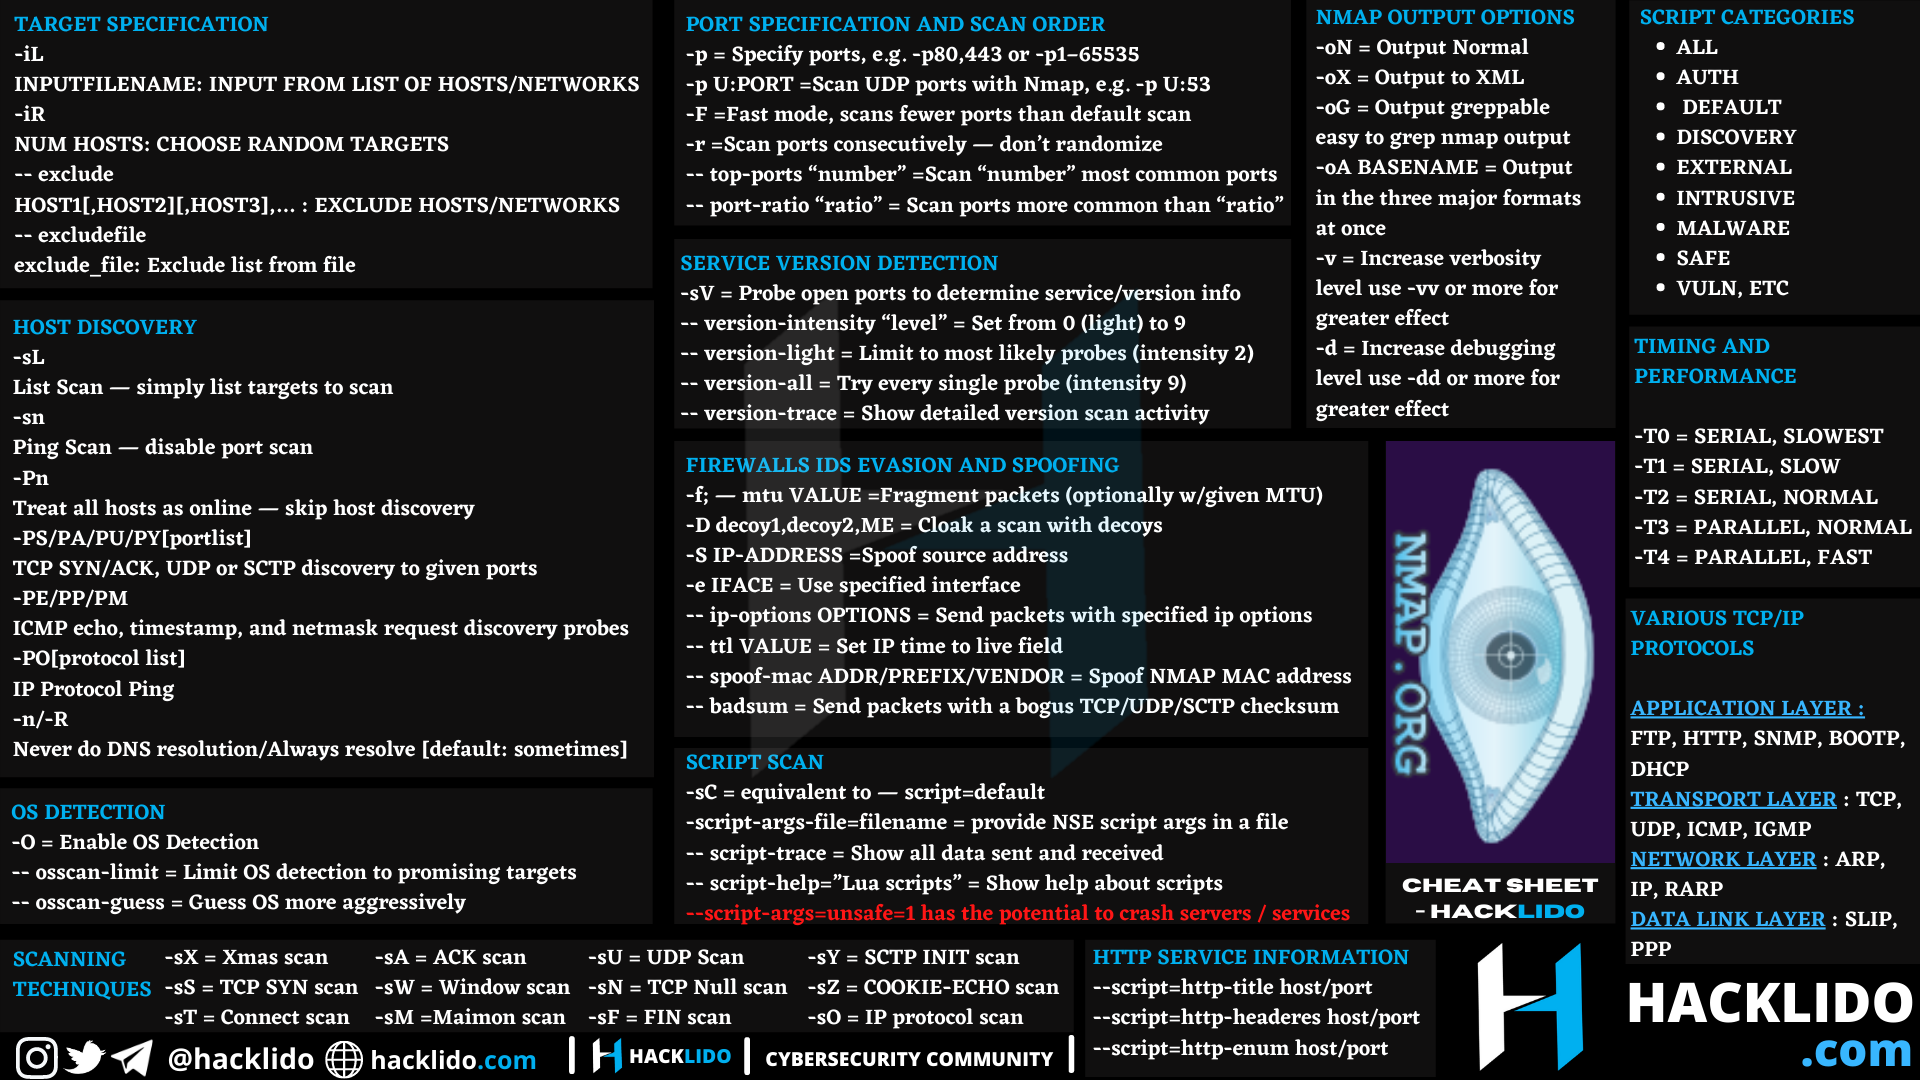 TARGET SPECIFICATION
-iL
INPUTFILENAME: INPUT FROM LIST OF HOSTS/NETWORKS
-iR
NUM HOSTS: CHOOSE RANDOM TARGETS
-- exclude
HOST1[,HOST2][,HOST3],... : EXCLUDE HOSTS/NETWORKS
-- excludefile
exclude_file: Exclude list from file
HOST DISCOVERY
-sL
List Scan — simply list targets to scan
-sn
Ping Scan — disable port scan
-Pn
Treat all hosts as online — skip host discovery
-PS/PA/PU/PY[portlist]
TCP SYN/ACK, UDP or SCTP discovery to given ports
-PE/PP/PM
ICMP echo, timestamp, and netmask request discovery probes
-PO[protocol list]
IP Protocol Ping
-n/-R
Never do DNS resolution/Always resolve [default: sometimes]
OS DETECTION
-O = Enable OS Detection
-- osscan-limit = Limit OS detection to promising targets
-- osscan-guess = Guess OS more aggressively
PORT SPECIFICATION AND SCAN ORDER
-p = Specify ports, e.g. -p80,443 or -p1–65535
-p U:PORT =Scan UDP ports with Nmap, e.g. -p U:53
-F =Fast mode, scans fewer ports than default scan
-r =Scan ports consecutively — don’t randomize
-- top-ports “number” =Scan “number” most common ports
-- port-ratio “ratio” = Scan ports more common than “ratio”
SERVICE VERSION DETECTION
-sV = Probe open ports to determine service/version info
-- version-intensity “level” = Set from 0 (light) to 9
-- version-light = Limit to most likely probes (intensity 2)
-- version-all = Try every single probe (intensity 9)
-- version-trace = Show detailed version scan activity
FIREWALLS IDS EVASION AND SPOOFING
-f; — mtu VALUE =Fragment packets (optionally w/given MTU)
-D decoy1,decoy2,ME = Cloak a scan with decoys
-S IP-ADDRESS =Spoof source address
-e IFACE = Use specified interface
-- ip-options OPTIONS = Send packets with specified ip options
-- ttl VALUE = Set IP time to live field
-- spoof-mac ADDR/PREFIX/VENDOR = Spoof NMAP MAC address
-- badsum = Send packets with a bogus TCP/UDP/SCTP checksum
SCRIPT SCAN
-sC = equivalent to — script=default
-script-args-file=filename = provide NSE script args in a file
-- script-trace = Show all data sent and received
-- script-help=”Lua scripts” = Show help about scripts
--script-args=unsafe=1 has the potential to crash servers / services
NMAP OUTPUT OPTIONS
-oN = Output Normal
-oX = Output to XML
-oG = Output greppable
easy to grep nmap output
-oA BASENAME = Output
in the three major formats
at once
-v = Increase verbosity
level use -vv or more for
greater effect
-d = Increase debugging
level use -dd or more for
greater effect
NMAP.ORG
CHEAT SHEET
- HACKLIDO
SCRIPT CATEGORIES
• ALL
• AUTH
• DEFAULT
• DISCOVERY
• EXTERNAL
• INTRUSIVE
• MALWARE
• SAFE
• VULN, ETC
TIMING AND
PERFORMANCE
-T0 = SERIAL, SLOWEST
-T1 = SERIAL, SLOW
-T2 = SERIAL, NORMAL
-T3 = PARALLEL, NORMAL
-T4 = PARALLEL, FAST
VARIOUS TCP/IP
PROTOCOLS
APPLICATION LAYER :
FTP, HTTP, SNMP, BOOTP,
DHCP
TRANSPORT LAYER : TCP,
UDP, ICMP, IGMP
NETWORK LAYER : ARP,
IP, RARP
DATA LINK LAYER : SLIP,
PPP
SCANNING
TECHNIQUES
-sX = Xmas scan
-sS = TCP SYN scan
-sT = Connect scan
-sA = ACK scan
-sW = Window scan
-sM =Maimon scan
-sU = UDP Scan
-sN = TCP Null scan
-sF = FIN scan
-sY = SCTP INIT scan
-sZ = COOKIE-ECHO scan
-sO = IP protocol scan
HTTP SERVICE INFORMATION
--script=http-title host/port
--script=http-headeres host/port
--script=http-enum host/port
@hacklido
hacklido.com
HACKLIDO
CYBERSECURITY COMMUNITY
HACKLIDO
.com